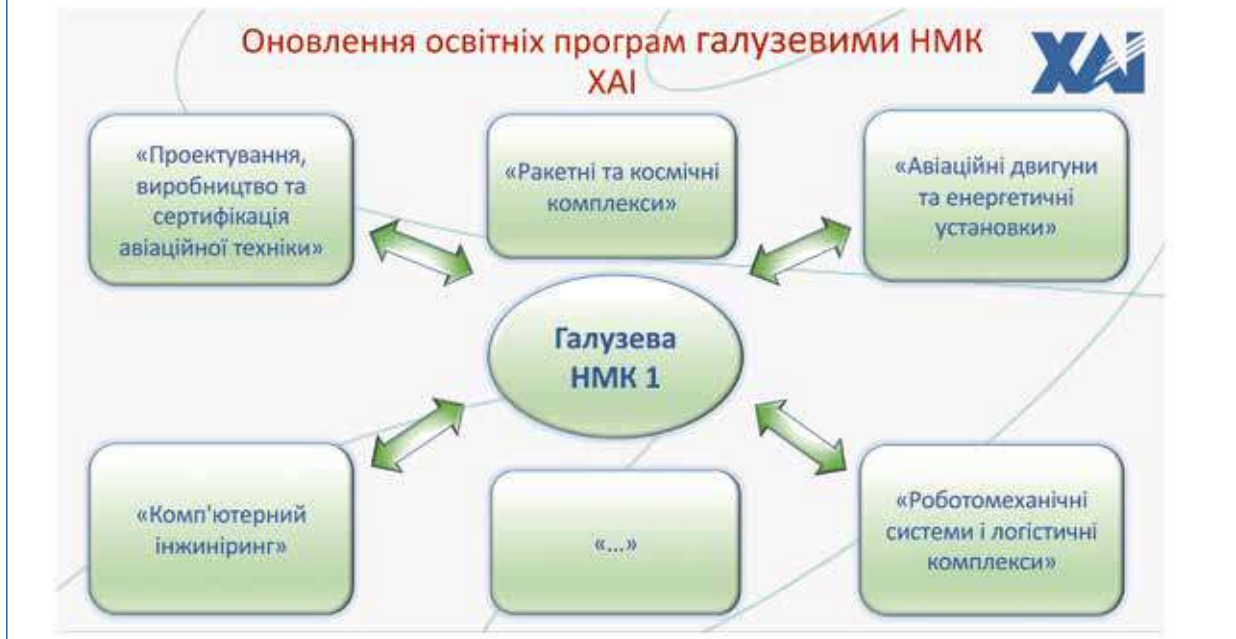 Оновлення освітніх програм галузевими НМК
ХАІ
ХАІ
«Проектування,
виробництво та
сертифікація
авіаційної техніки»
«Ракетні та космічні
комплекси»
«Авіаційні двигуни
та енергетичні
установки»
Галузева
НМК 1
«Комп'ютерний
інжиніринг»
«...»
«Роботомеханічні
системи і логістичні
комплекси»